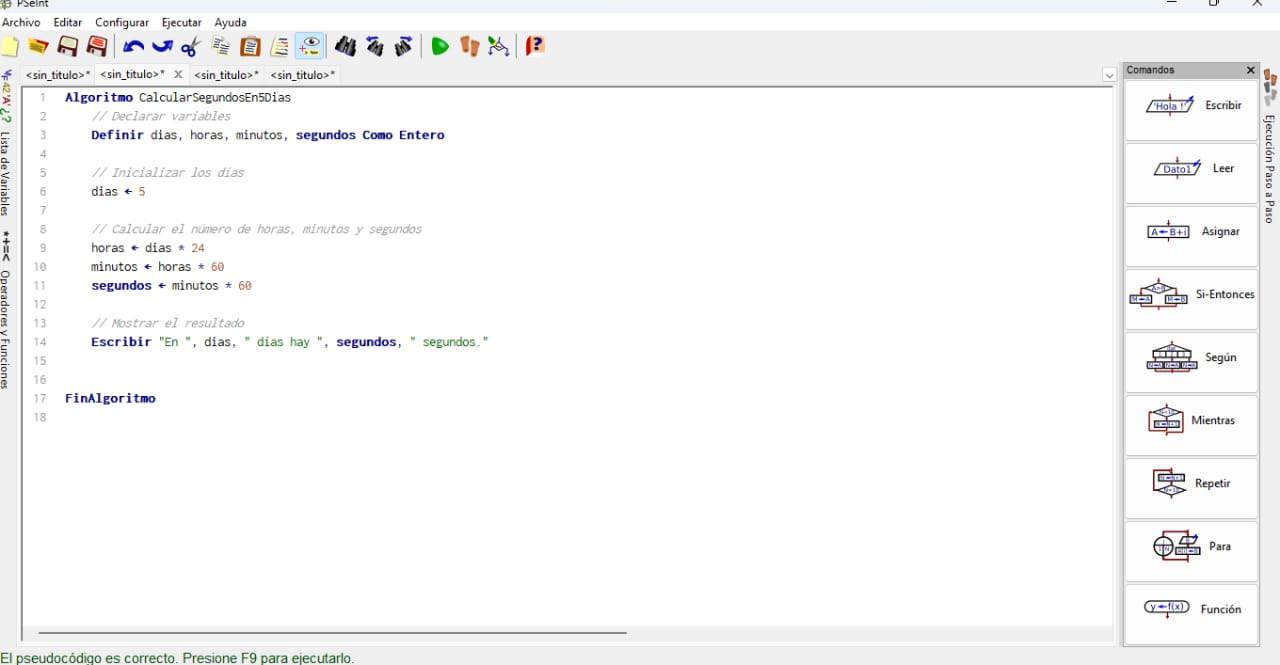 PSeInt
Archivo Editar Configurar Ejecutar Ayuda
<sin_titulo>* <sin_titulo>* X <sin_titulo>* <sin_titulo>*
1 Algoritmo CalcularSegundosEn5Dias
2 // Declarar variables
3 Definir dias, horas, minutos, segundos Como Entero
4
5 // Inicializar los días
6 dias ← 5
7
8 // Calcular el número de horas, minutos y segundos
9 horas ← dias * 24
10 minutos ← horas * 60
11 segundos ← minutos * 60
12
13 // Mostrar el resultado
14 Escribir "En ", dias, " días hay ", segundos, " segundos."
15
16
17 FinAlgoritmo
18
Lista de Variables
*+=<
Operadores y Funciones
Comandos
'Hola !' Escribir
Dato1 Leer
A←B+i Asignar
Si-Entonces
Según
Mientras
Repetir
Para
y←f(x) Función
Ejecución Paso a Paso
El pseudocódigo es correcto. Presione F9 para ejecutarlo.